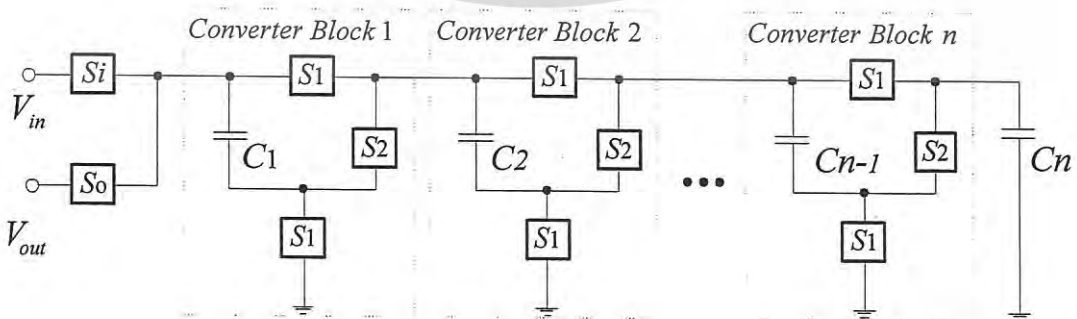 Converter Block 1 Converter Block 2 Converter Block n
Si S1 S1 S1
Vin
C1 S2 C2 S2 Cn-1 S2 Cn
So
Vout S1 S1 S1